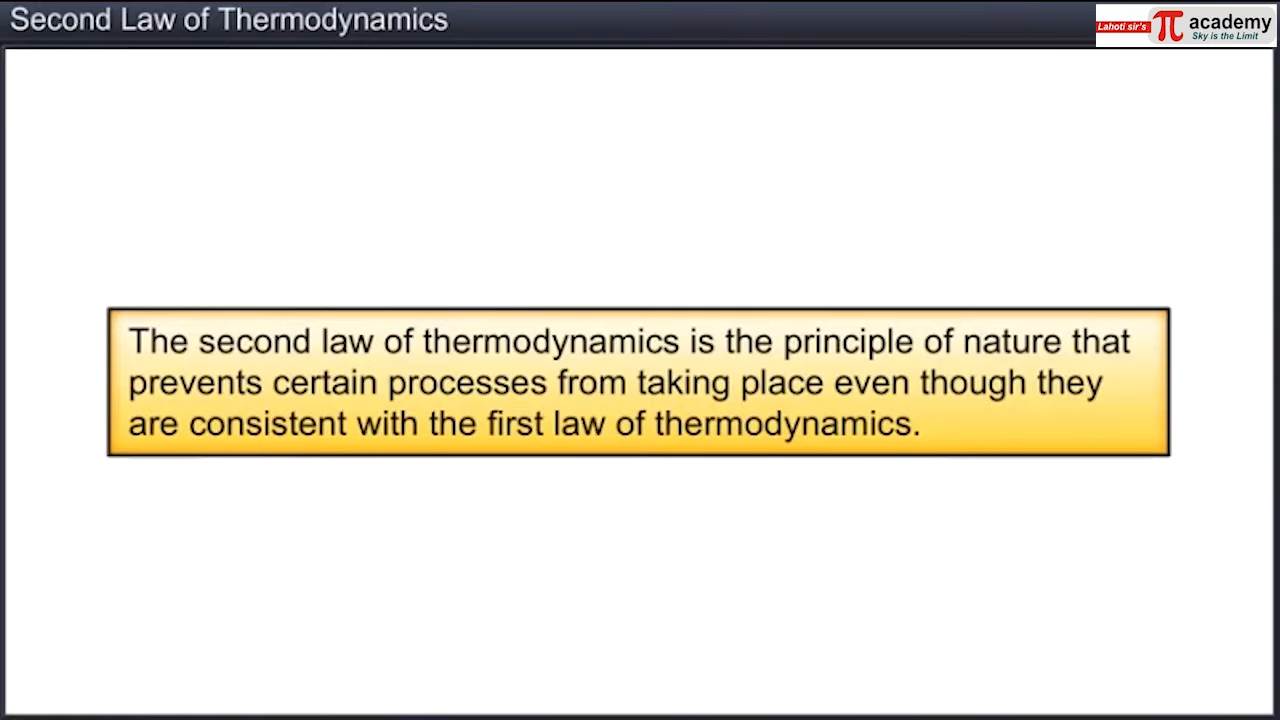 Second Law of Thermodynamics
Lahoti sir's
π academy
Sky is the Limit
The second law of thermodynamics is the principle of nature that
prevents certain processes from taking place even though they
are consistent with the first law of thermodynamics.